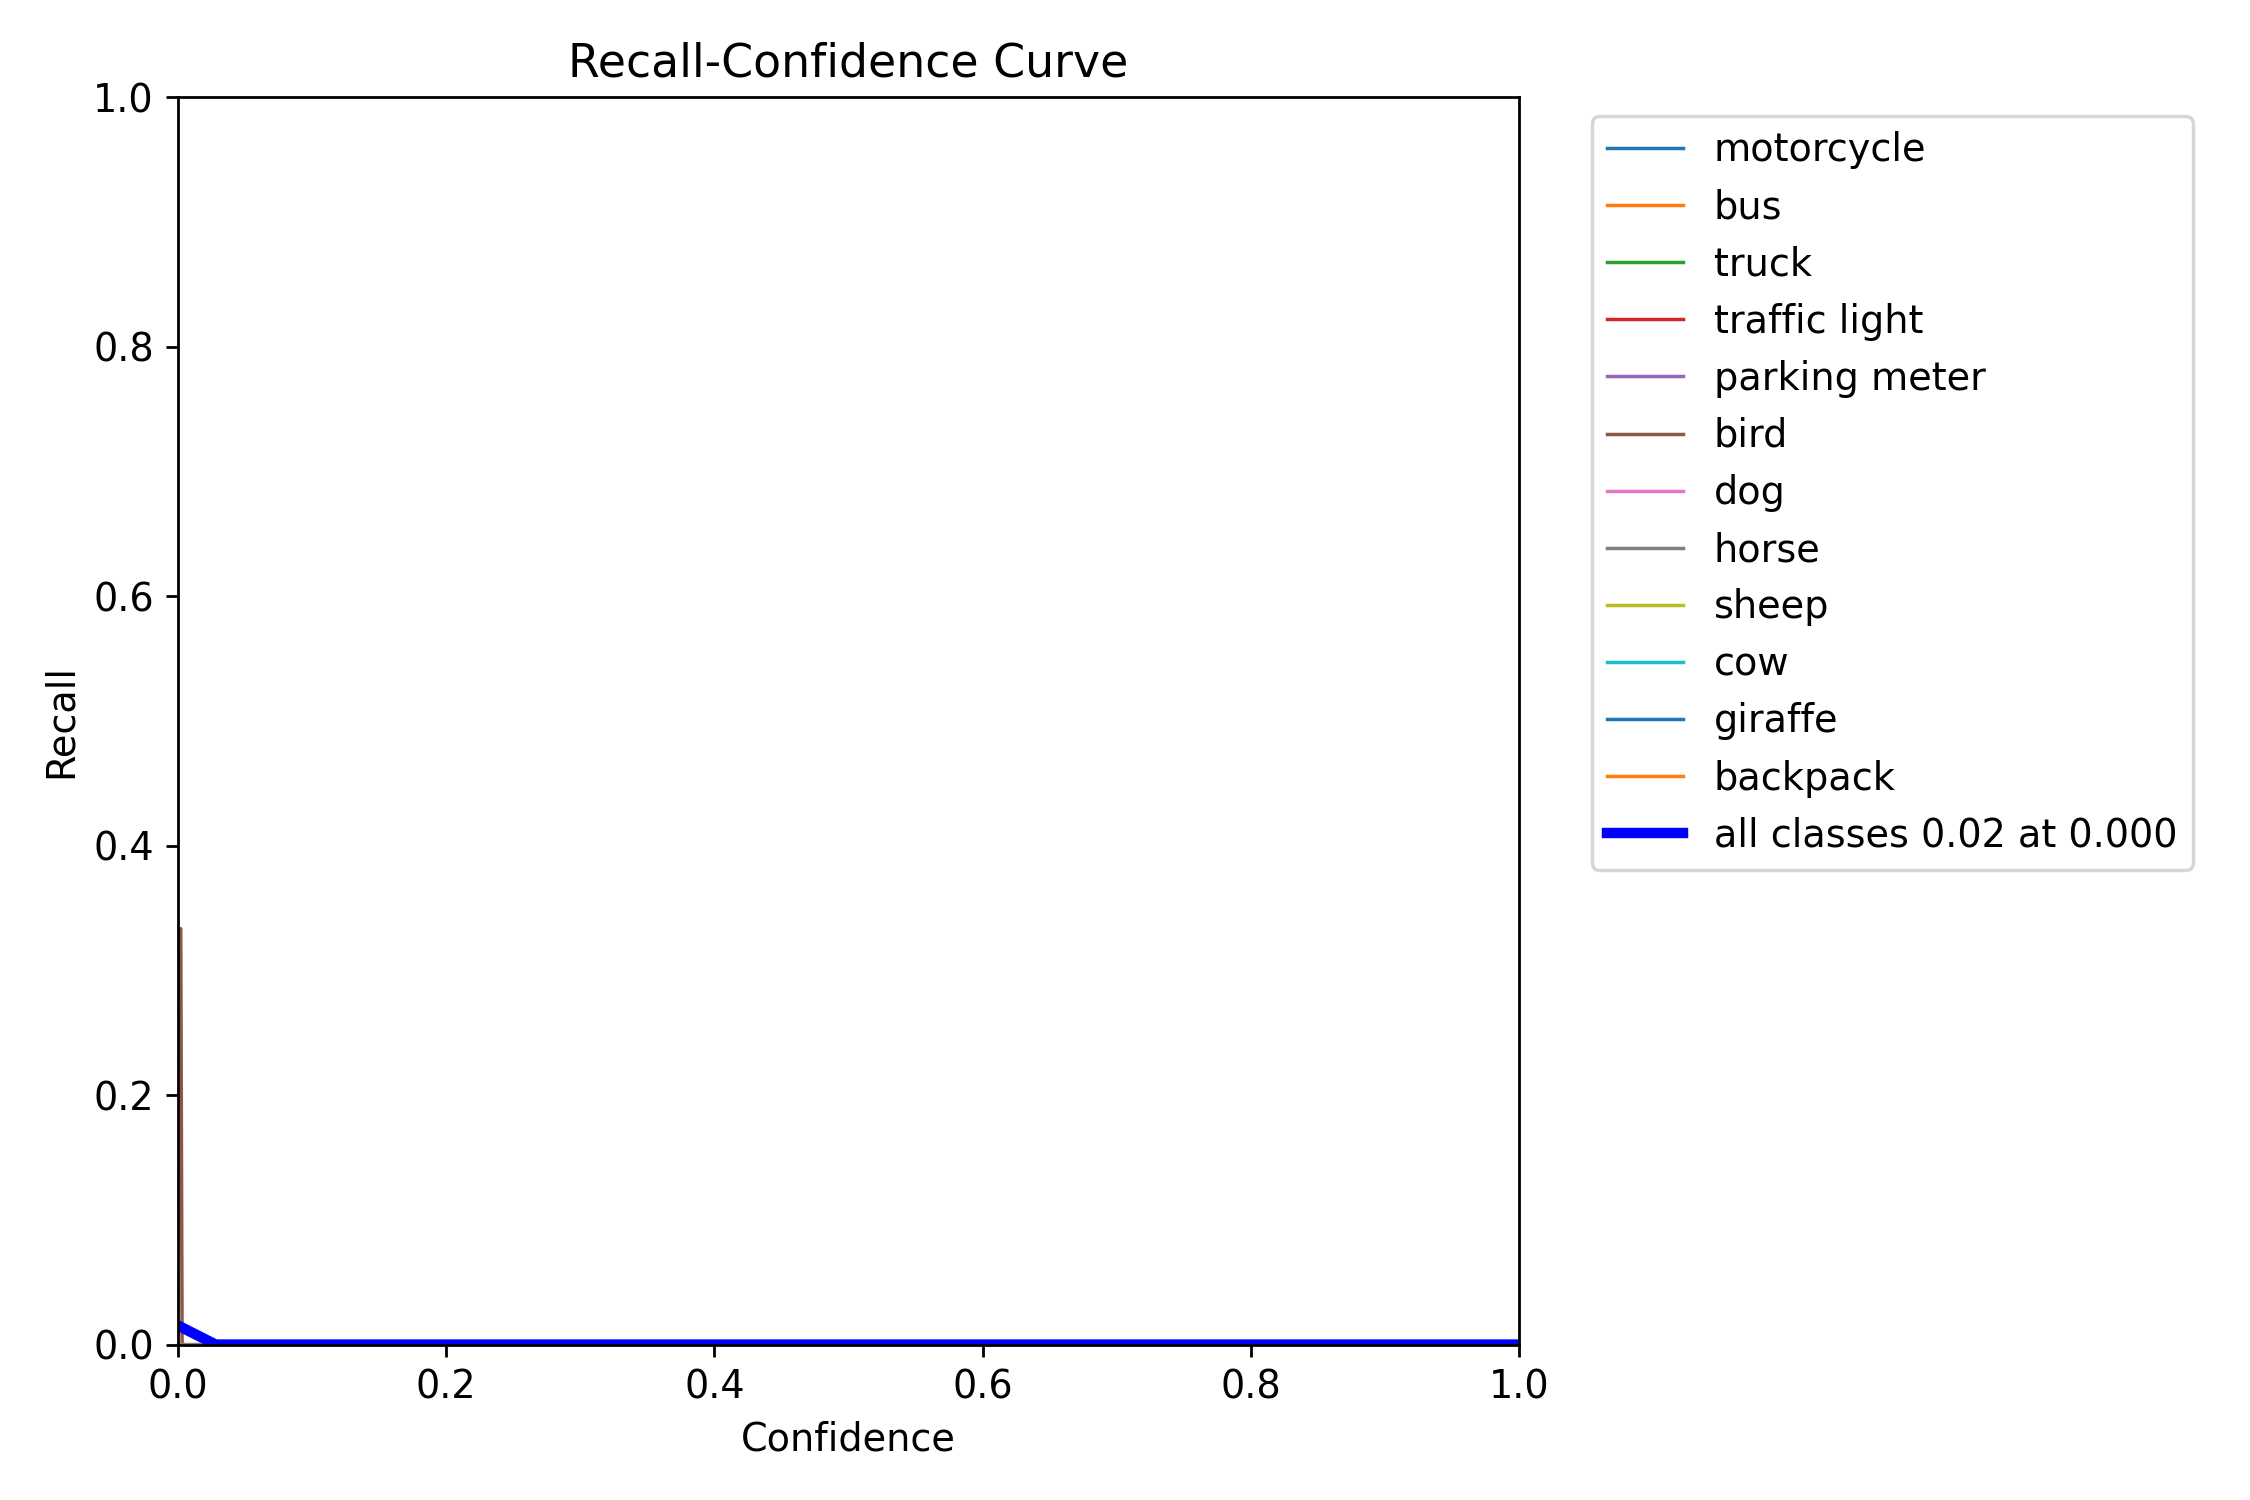 Recall-Confidence Curve
1.0
0.8
0.6
0.4
0.2
0.0
Recall
0.0
0.2
0.4
0.6
0.8
1.0
Confidence
motorcycle
bus
truck
traffic light
parking meter
bird
dog
horse
sheep
cow
giraffe
backpack
all classes 0.02 at 0.000